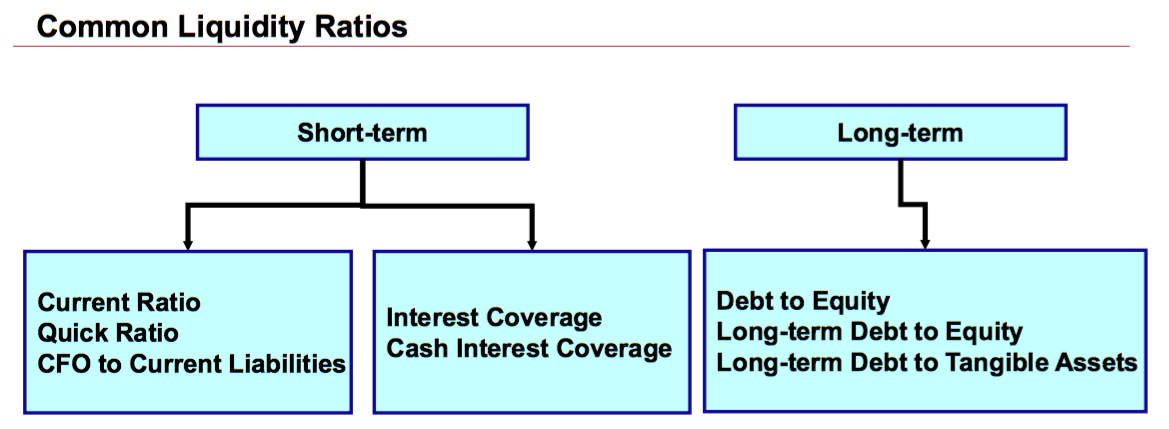 Common Liquidity Ratios
Short-term
Long-term
Current Ratio
Quick Ratio
CFO to Current Liabilities
Interest Coverage
Cash Interest Coverage
Debt to Equity
Long-term Debt to Equity
Long-term Debt to Tangible Assets